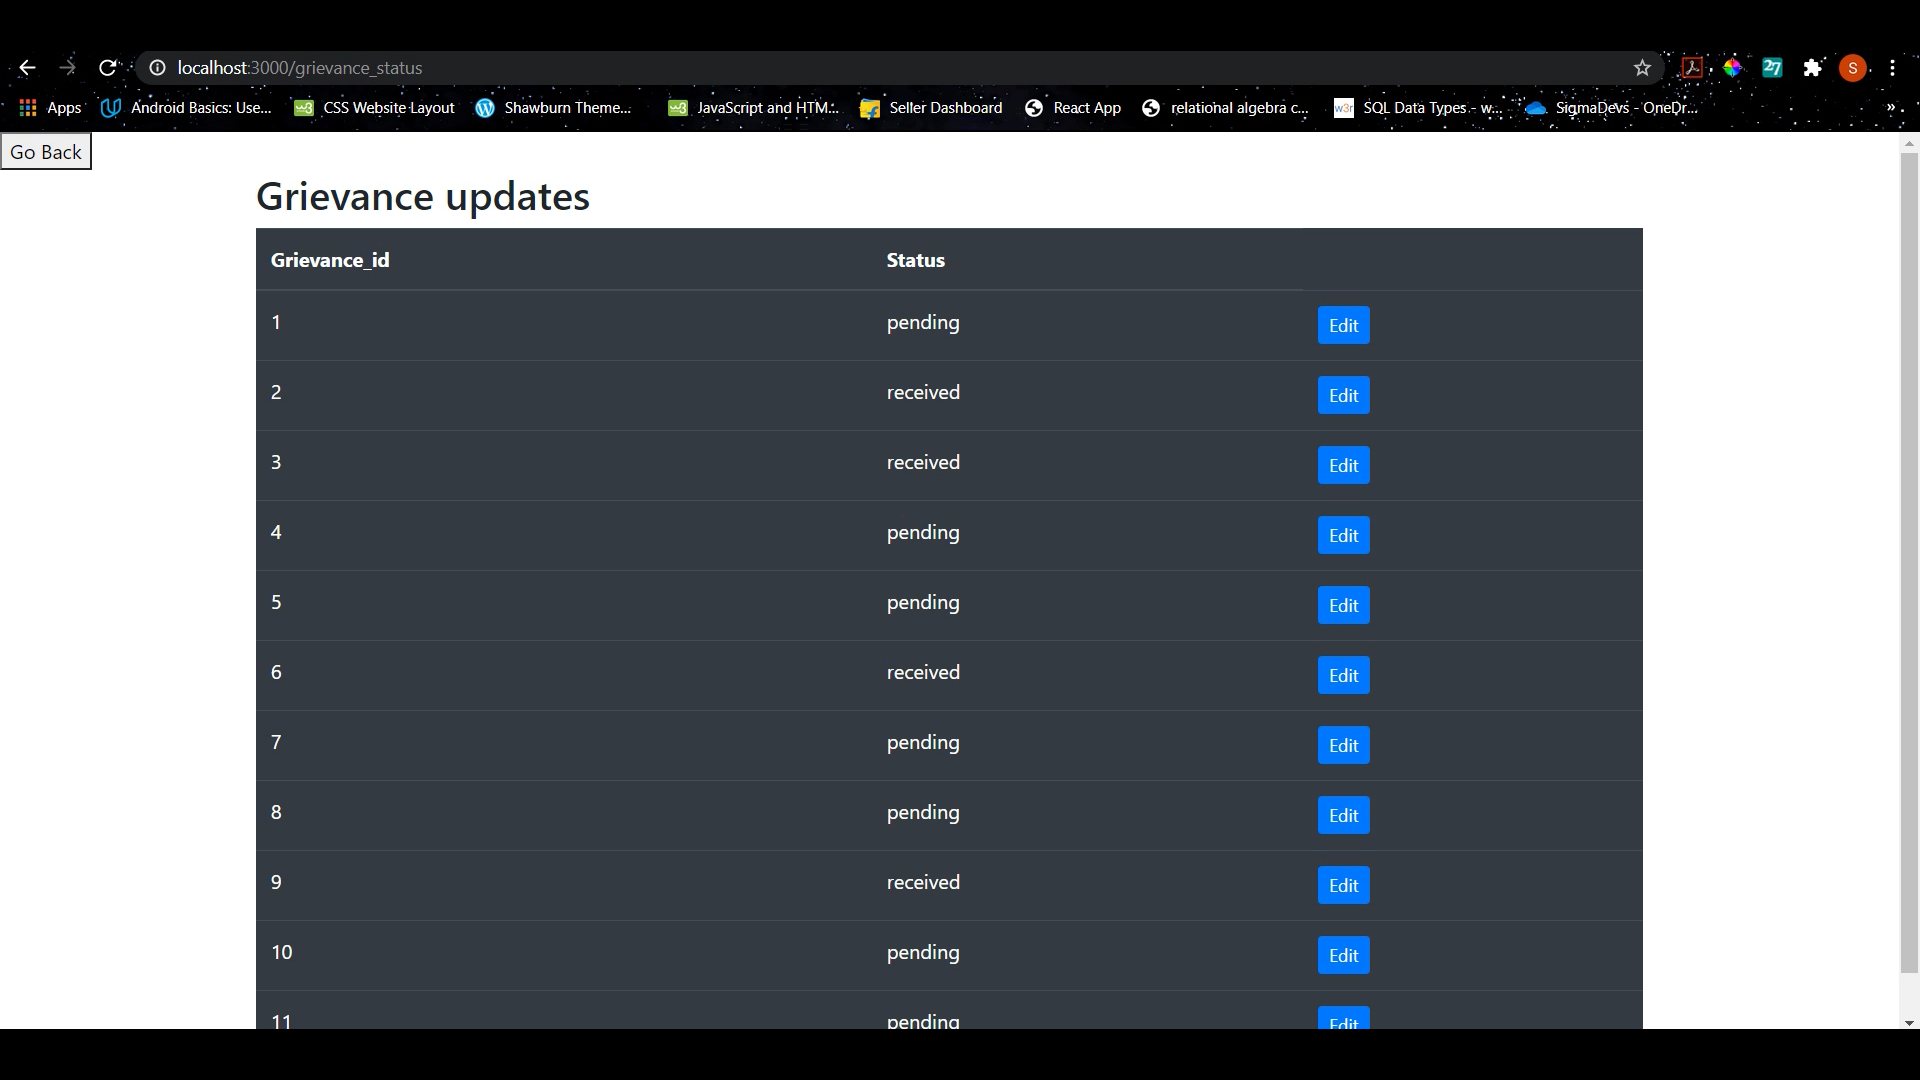 localhost:3000/grievance_status
S
Apps Android Basics: Use... CSS Website Layout Shawburn Theme... JavaScript and HTM... Seller Dashboard React App relational algebra c... SQL Data Types - w... SigmaDevs - OneDr... »
Go Back
Grievance updates
Grievance_id Status
1 pending Edit
2 received Edit
3 received Edit
4 pending Edit
5 pending Edit
6 received Edit
7 pending Edit
8 pending Edit
9 received Edit
10 pending Edit
11 pending Edit